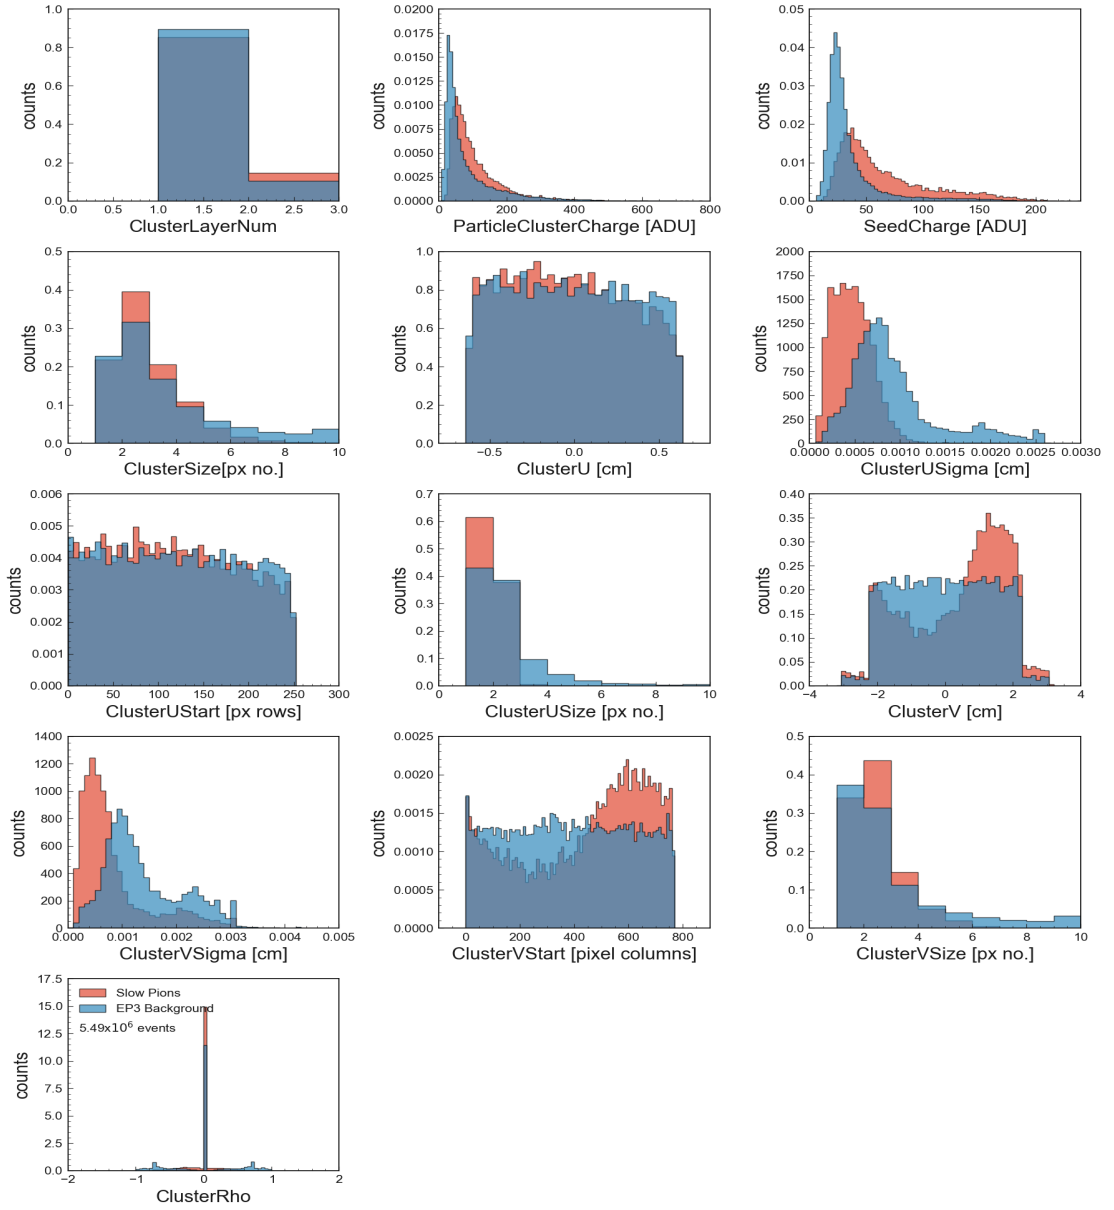 1.0
0.8
0.6
0.4
0.2
0.0
counts
0.0 0.5 1.0 1.5 2.0 2.5 3.0
ClusterLayerNum
0.0200
0.0175
0.0150
0.0125
0.0100
0.0075
0.0050
0.0025
0.0000
counts
0 200 400 600 800
ParticleClusterCharge [ADU]
0.05
0.04
0.03
0.02
0.01
0.00
counts
0 50 100 150 200
SeedCharge [ADU]
0.5
0.4
0.3
0.2
0.1
0.0
counts
0 2 4 6 8 10
ClusterSize[px no.]
1.0
0.8
0.6
0.4
0.2
0.0
counts
−0.5 0.0 0.5
ClusterU [cm]
2000
1750
1500
1250
1000
750
500
250
0
counts
0.0000 0.0005 0.0010 0.0015 0.0020 0.0025 0.0030
ClusterUSigma [cm]
0.006
0.005
0.004
0.003
0.002
0.001
0.000
counts
0 50 100 150 200 250 300
ClusterUStart [px rows]
0.7
0.6
0.5
0.4
0.3
0.2
0.1
0.0
counts
0 2 4 6 8 10
ClusterUSize [px no.]
0.40
0.35
0.30
0.25
0.20
0.15
0.10
0.05
0.00
counts
−4 −2 0 2 4
ClusterV [cm]
1400
1200
1000
800
600
400
200
0
counts
0.000 0.001 0.002 0.003 0.004 0.005
ClusterVSigma [cm]
0.0025
0.0020
0.0015
0.0010
0.0005
0.0000
counts
0 200 400 600 800
ClusterVStart [pixel columns]
0.5
0.4
0.3
0.2
0.1
0.0
counts
0 2 4 6 8 10
ClusterVSize [px no.]
17.5
15.0
12.5
10.0
7.5
5.0
2.5
0.0
counts
Slow Pions
EP3 Background
5.49x10⁶ events
−2 −1 0 1 2
ClusterRho